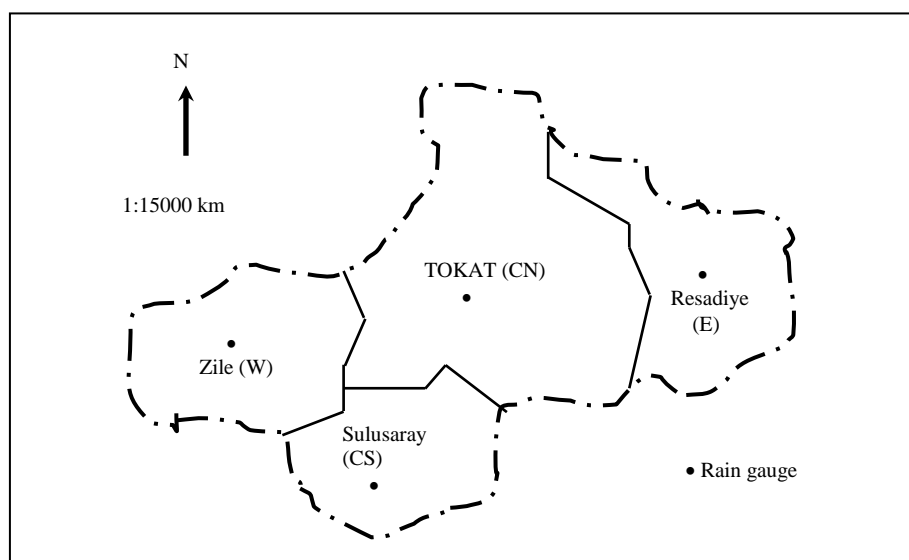 N
1:15000 km
TOKAT (CN)
Resadiye
(E)
Zile (W)
Sulusaray
(CS)
Rain gauge